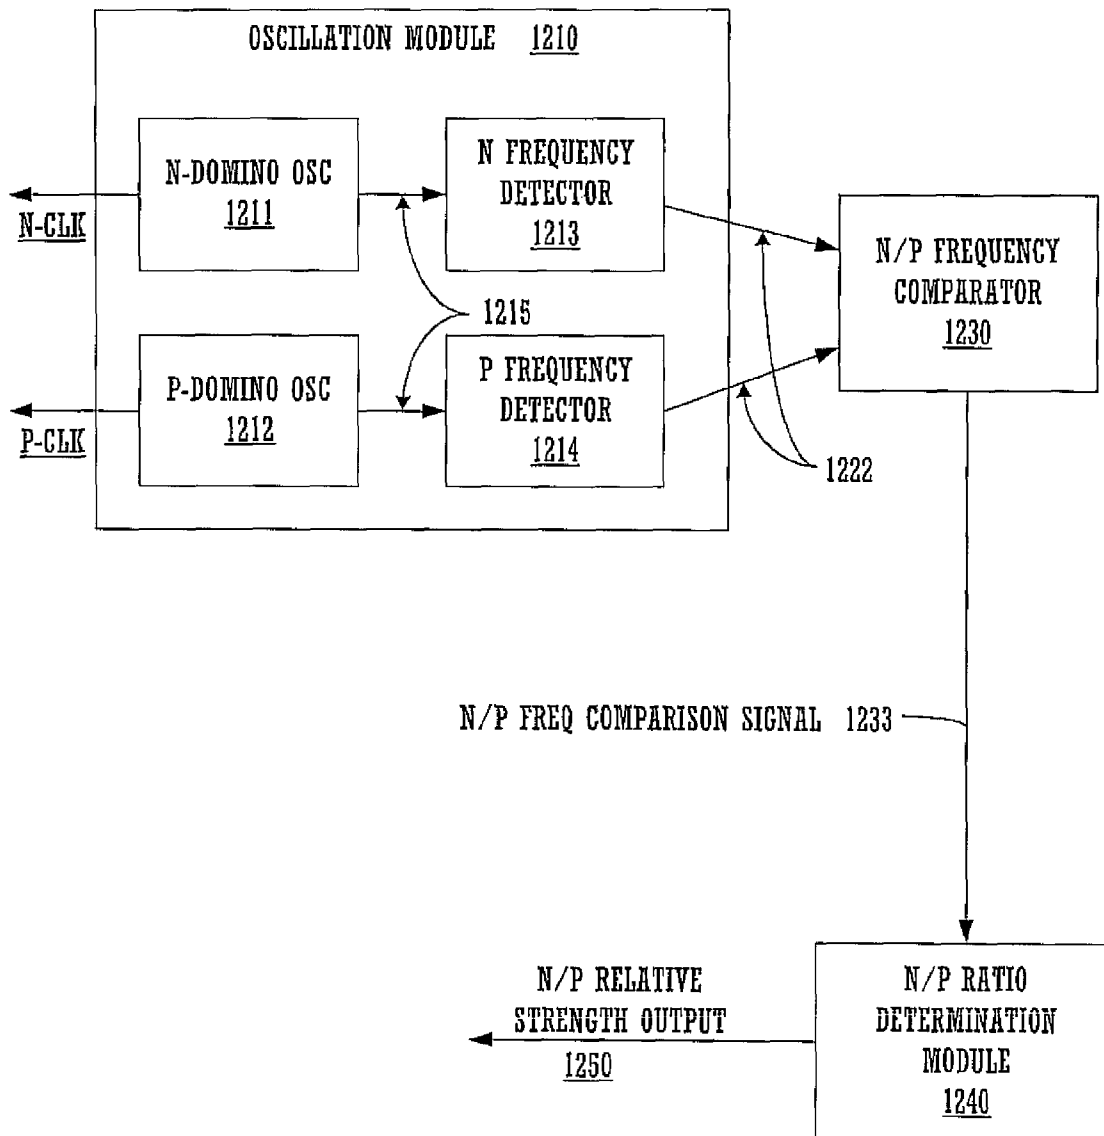 OSCILLATION MODULE 1210
N-DOMINO OSC
1211
N FREQUENCY
DETECTOR
1213
N-CLK
N/P FREQUENCY
COMPARATOR
1230
1215
P-DOMINO OSC
1212
P FREQUENCY
DETECTOR
1214
P-CLK
1222
N/P FREQ COMPARISON SIGNAL 1233
N/P RELATIVE
STRENGTH OUTPUT
1250
N/P RATIO
DETERMINATION
MODULE
1240